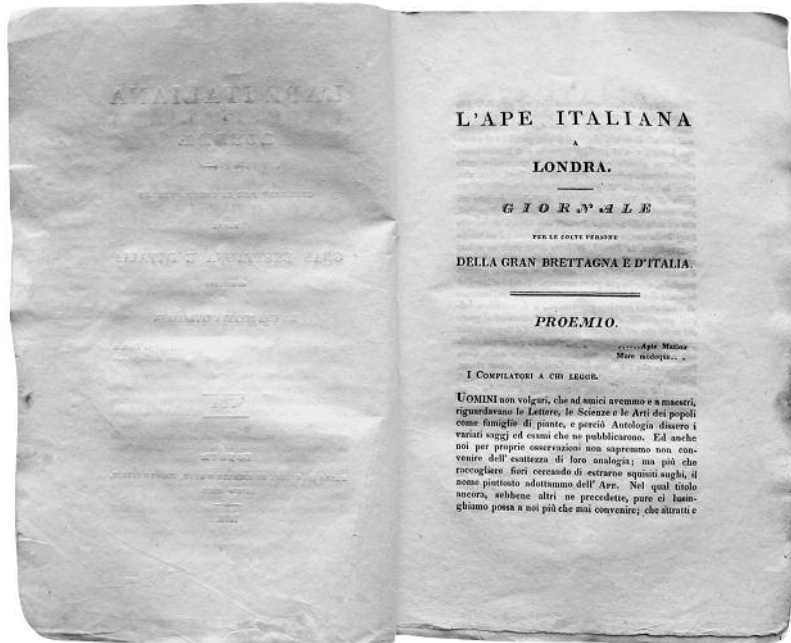 L'APE ITALIANA
A
LONDRA.
GIORNALE
PER LE COLTE PERSONE
DELLA GRAN BRETTAGNA E D'ITALIA.
PROEMIO.
......Apis Matinæ
More modoque.. .
I COMPILATORI A CHI LEGGE.
UOMINI non volgari, che ad amici avemmo e a maestri,
riguardavano le Lettere, le Scienze e le Arti dei popoli
come famiglie di piante, e perciò Antologia dissero i
variati saggj ed esami che ne pubblicarono. Ed anche
noi per proprie osservazioni non sapremmo non con-
venire dell' esattezza di loro analogia; ma più che
raccogliere fiori cercando di estrarne squisiti sughi, il
nome piuttosto adottammo dell' APE. Nel qual titolo
ancora, sebbene altri ne precedette, pure ci lusin-
ghiamo possa a noi più che mai convenire; che attratti e